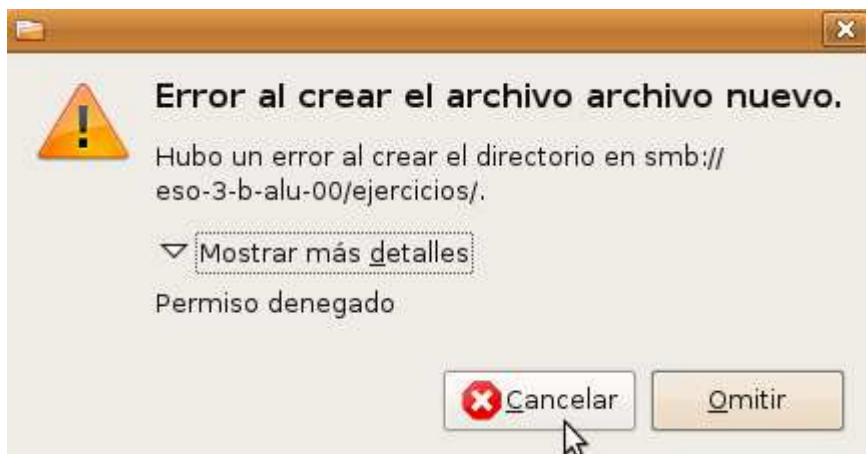 Error al crear el archivo archivo nuevo.
Hubo un error al crear el directorio en smb://
eso-3-b-alu-00/ejercicios/.
Mostrar más detalles
Permiso denegado
Cancelar
Omitir